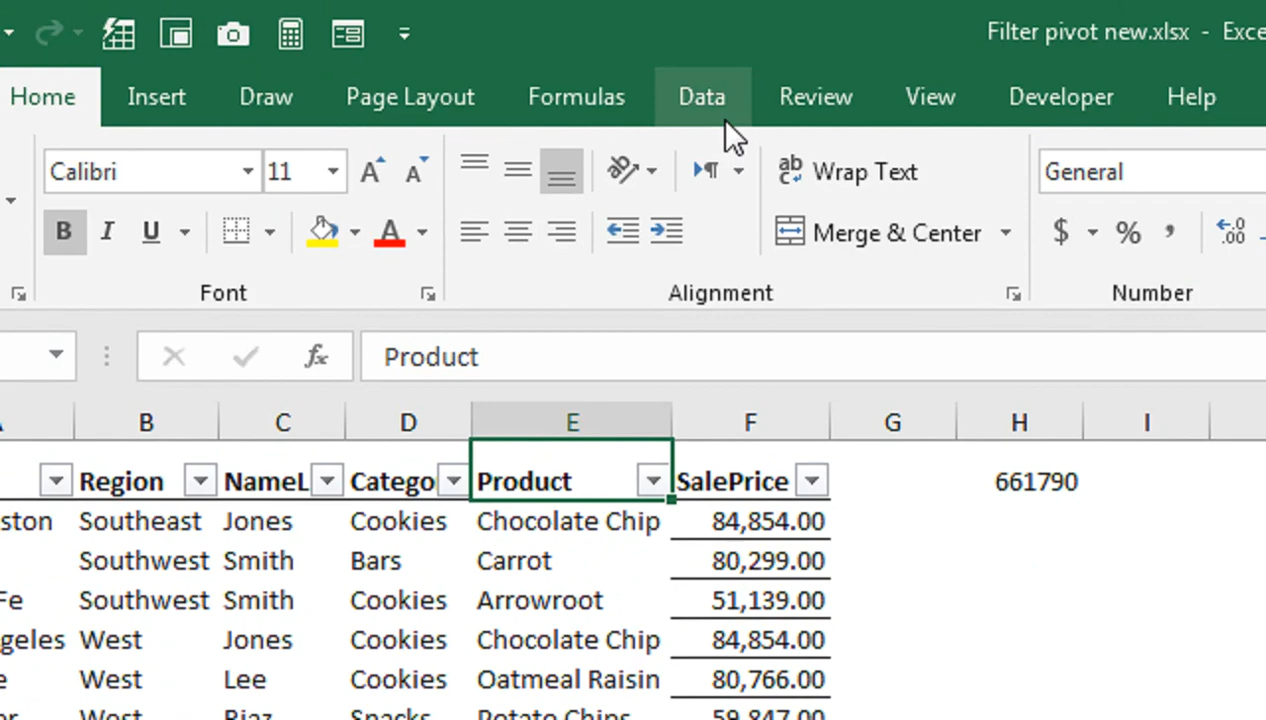 Filter pivot new.xlsx - Exce
Home Insert Draw Page Layout Formulas Data Review View Developer Help
Calibri 11 A A ab Wrap Text General
B I U A Merge & Center $ % , .00
Font Alignment Number
fx Product
A B C D E F G H I
Region NameL Catego Product SalePrice 661790
ston Southeast Jones Cookies Chocolate Chip 84,854.00
Southwest Smith Bars Carrot 80,299.00
Fe Southwest Smith Cookies Arrowroot 51,139.00
geles West Jones Cookies Chocolate Chip 84,854.00
e West Lee Cookies Oatmeal Raisin 80,766.00
West Riaz Snacks Potato Chips 59,847.00